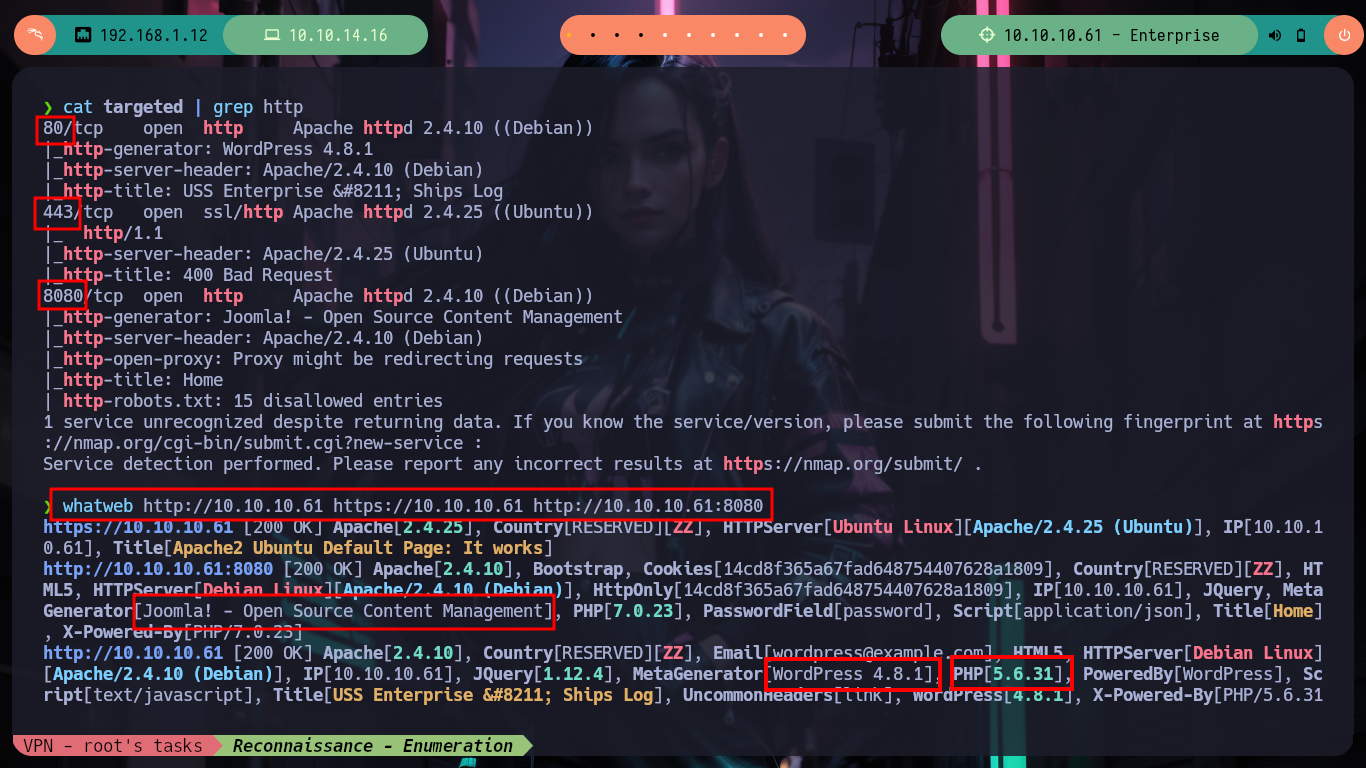 192.168.1.12 10.10.14.16 10.10.10.61 - Enterprise
❯ cat targeted | grep http
80/tcp open http Apache httpd 2.4.10 ((Debian))
|_http-generator: WordPress 4.8.1
|_http-server-header: Apache/2.4.10 (Debian)
|_http-title: USS Enterprise &#8211; Ships Log
443/tcp open ssl/http Apache httpd 2.4.25 ((Ubuntu))
|_ http/1.1
|_http-server-header: Apache/2.4.25 (Ubuntu)
|_http-title: 400 Bad Request
8080/tcp open http Apache httpd 2.4.10 ((Debian))
|_http-generator: Joomla! - Open Source Content Management
|_http-server-header: Apache/2.4.10 (Debian)
|_http-open-proxy: Proxy might be redirecting requests
|_http-title: Home
| http-robots.txt: 15 disallowed entries
1 service unrecognized despite returning data. If you know the service/version, please submit the following fingerprint at https
://nmap.org/cgi-bin/submit.cgi?new-service :
Service detection performed. Please report any incorrect results at https://nmap.org/submit/ .
❯ whatweb http://10.10.10.61 https://10.10.10.61 http://10.10.10.61:8080
https://10.10.10.61 [200 OK] Apache[2.4.25], Country[RESERVED][ZZ], HTTPServer[Ubuntu Linux][Apache/2.4.25 (Ubuntu)], IP[10.10.1
0.61], Title[Apache2 Ubuntu Default Page: It works]
http://10.10.10.61:8080 [200 OK] Apache[2.4.10], Bootstrap, Cookies[14cd8f365a67fad648754407628a1809], Country[RESERVED][ZZ], HT
ML5, HTTPServer[Debian Linux][Apache/2.4.10 (Debian)], HttpOnly[14cd8f365a67fad648754407628a1809], IP[10.10.10.61], JQuery, Meta
Generator[Joomla! - Open Source Content Management], PHP[7.0.23], PasswordField[password], Script[application/json], Title[Home]
, X-Powered-By[PHP/7.0.23]
http://10.10.10.61 [200 OK] Apache[2.4.10], Country[RESERVED][ZZ], Email[wordpress@example.com], HTML5, HTTPServer[Debian Linux]
[Apache/2.4.10 (Debian)], IP[10.10.10.61], JQuery[1.12.4], MetaGenerator[WordPress 4.8.1], PHP[5.6.31], PoweredBy[WordPress], Sc
ript[text/javascript], Title[USS Enterprise &#8211; Ships Log], UncommonHeaders[link], WordPress[4.8.1], X-Powered-By[PHP/5.6.31
VPN - root's tasks Reconnaissance - Enumeration